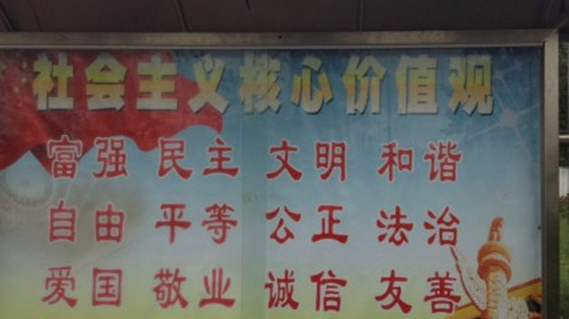 社会主义核心价值观
富强 民主 文明 和谐
自由 平等 公正 法治
爱国 敬业 诚信 友善